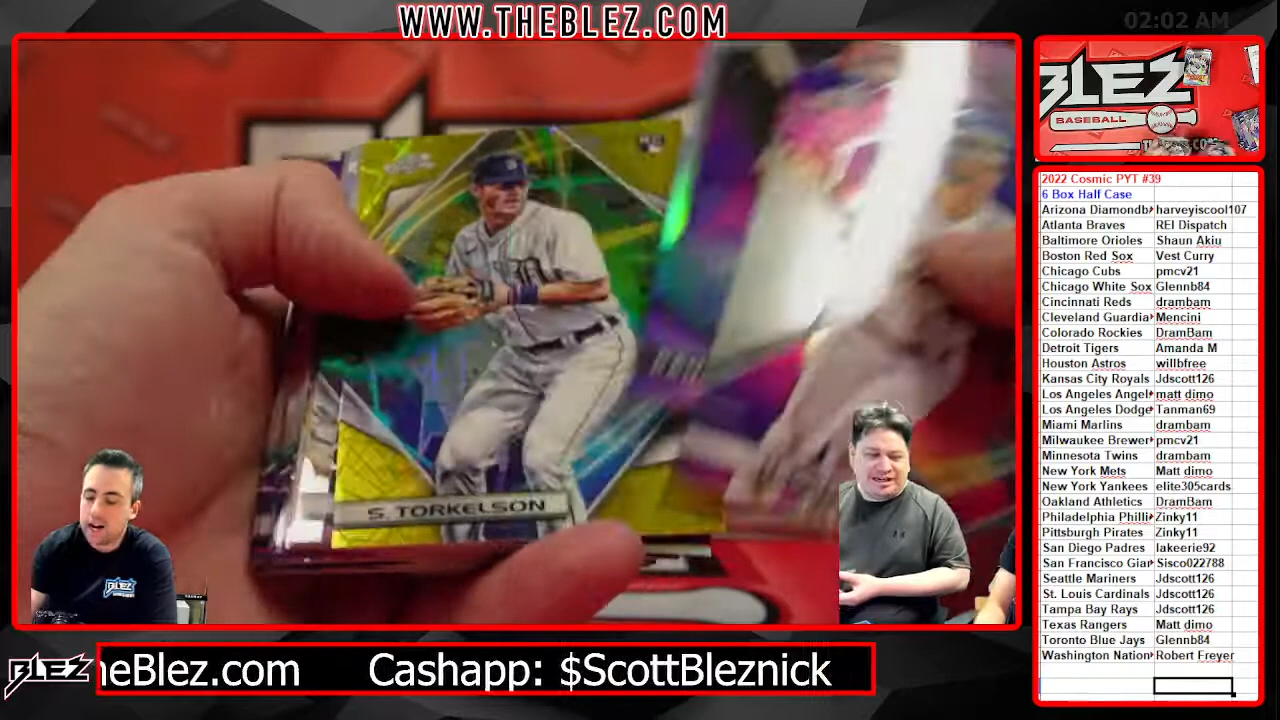 WWW.THEBLEZ.COM
02:02 AM
BLEZ
BASEBALL
2022 Cosmic PYT #39
6 Box Half Case
Arizona Diamondb harveyiscool107
Atlanta Braves REI Dispatch
Baltimore Orioles Shaun Akiu
Boston Red Sox Vest Curry
Chicago Cubs pmcv21
Chicago White Sox Glennb84
Cincinnati Reds drambam
Cleveland Guardia Mencini
Colorado Rockies DramBam
Detroit Tigers Amanda M
Houston Astros willbfree
Kansas City Royals Jdscott126
Los Angeles Angel matt dimo
Los Angeles Dodge Tanman69
Miami Marlins drambam
Milwaukee Brewer pmcv21
Minnesota Twins drambam
New York Mets Matt dimo
New York Yankees elite305cards
Oakland Athletics DramBam
Philadelphia Philli Zinky11
Pittsburgh Pirates Zinky11
San Diego Padres lakeerie92
San Francisco Gian Sisco022788
Seattle Mariners Jdscott126
St. Louis Cardinals Jdscott126
Tampa Bay Rays Jdscott126
Texas Rangers Matt dimo
Toronto Blue Jays Glennb84
Washington Nation Robert Freyer
S. TORKELSON
BLEZ
BLEZ
heBlez.com Cashapp: $ScottBleznick